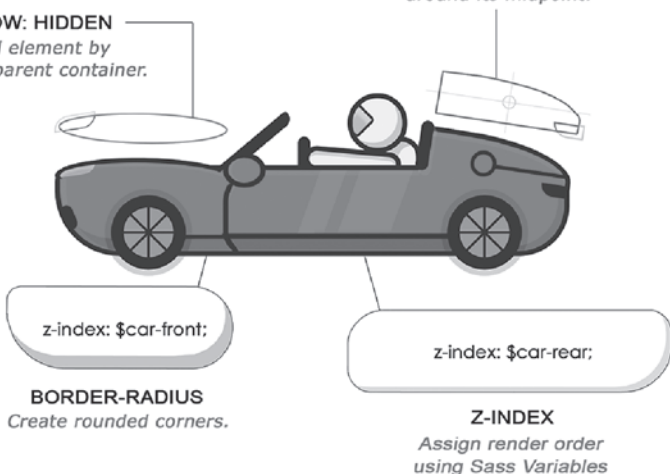 OW: HIDDEN
element by
parent container.
z-index: $car-front;
BORDER-RADIUS
Create rounded corners.
z-index: $car-rear;
Z-INDEX
Assign render order
using Sass Variables